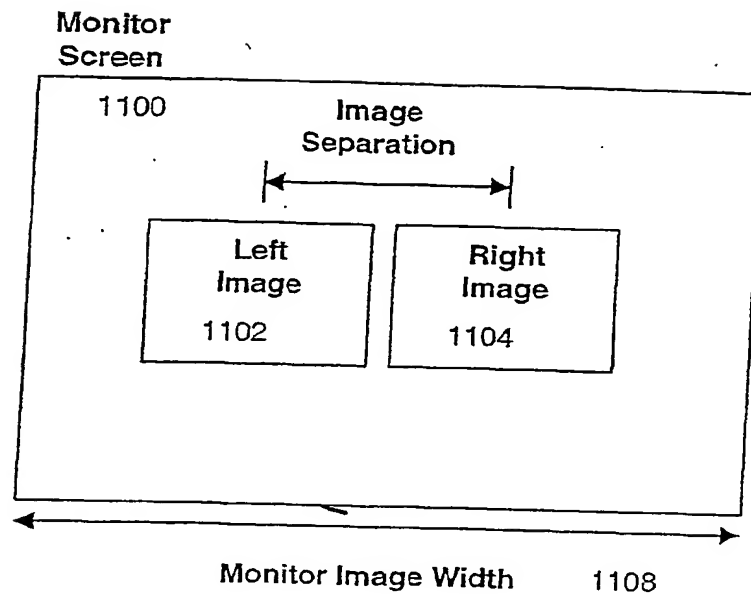 Monitor
Screen
1100
Image
Separation
Left
Image
1102
Right
Image
1104
Monitor Image Width 1108